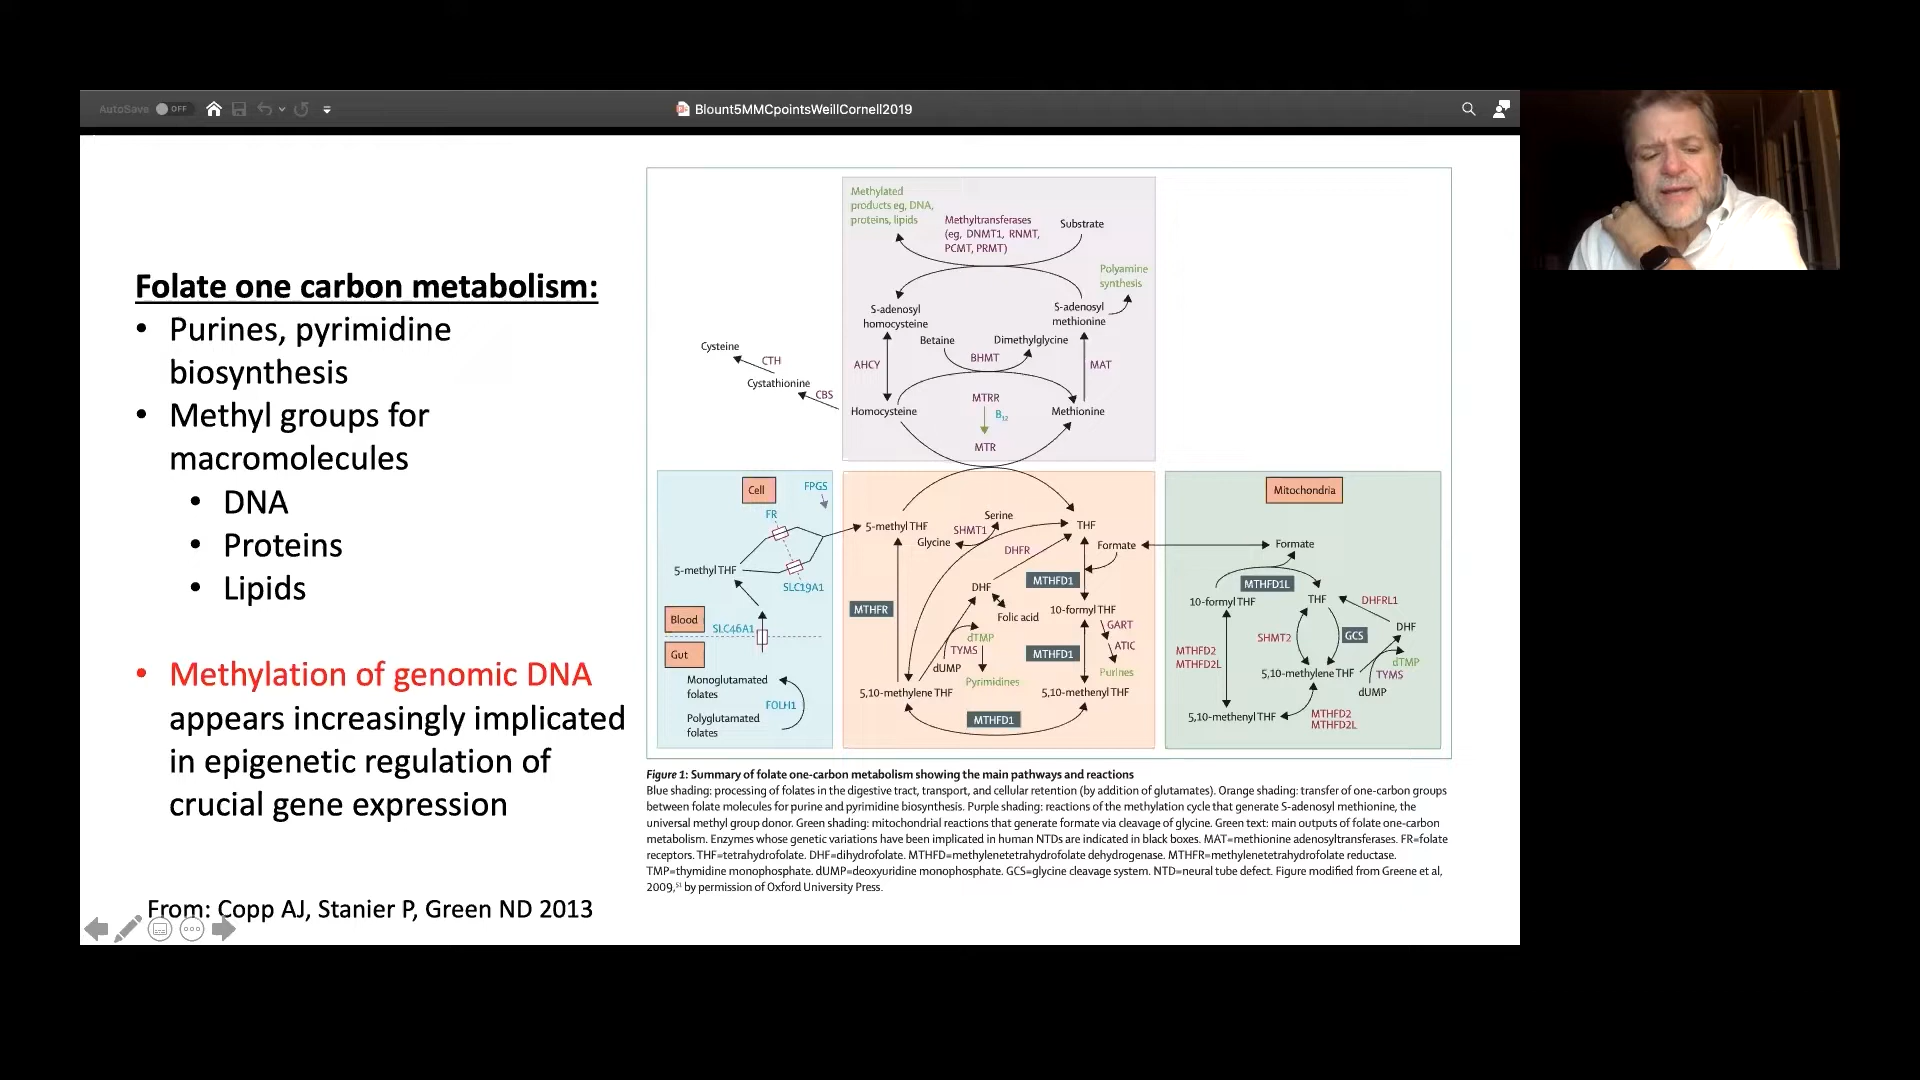 AutoSave OFF
Blount5MMCpointsWeillCornell2019
Folate one carbon metabolism:
• Purines, pyrimidine
biosynthesis
• Methyl groups for
macromolecules
• DNA
• Proteins
• Lipids
• Methylation of genomic DNA
appears increasingly implicated
in epigenetic regulation of
crucial gene expression
From: Copp AJ, Stanier P, Green ND 2013
Methylated
products eg, DNA,
proteins, lipids
Methyltransferases
(eg, DNMT1, RNMT,
PCMT, PRMT)
Substrate
Polyamine
synthesis
S-adenosyl
homocysteine
S-adenosyl
methionine
Betaine
Dimethylglycine
BHMT
AHCY
MAT
Cysteine
CTH
Cystathionine
CBS
Homocysteine
MTRR
B12
MTR
Methionine
Cell
FPGS
FR
5-methyl THF
SLC19A1
Blood
SLC46A1
Gut
Monoglutamated
folates
FOLH1
Polyglutamated
folates
5-methyl THF
Serine
SHMT1
Glycine
THF
DHFR
Formate
DHF
MTHFD1
MTHFR
Folic acid
10-formyl THF
GART
ATIC
dTMP
TYMS
dUMP
MTHFD1
Purines
Pyrimidines
5,10-methylene THF
5,10-methenyl THF
MTHFD1
Mitochondria
Formate
MTHFD1L
10-formyl THF
THF
DHFRL1
SHMT2
GCS
DHF
MTHFD2
MTHFD2L
dTMP
5,10-methylene THF
TYMS
dUMP
5,10-methenyl THF
MTHFD2
MTHFD2L
Figure 1: Summary of folate one-carbon metabolism showing the main pathways and reactions
Blue shading: processing of folates in the digestive tract, transport, and cellular retention (by addition of glutamates). Orange shading: transfer of one-carbon groups
between folate molecules for purine and pyrimidine biosynthesis. Purple shading: reactions of the methylation cycle that generate S-adenosyl methionine, the
universal methyl group donor. Green shading: mitochondrial reactions that generate formate via cleavage of glycine. Green text: main outputs of folate one-carbon
metabolism. Enzymes whose genetic variations have been implicated in human NTDs are indicated in black boxes. MAT=methionine adenosyltransferases. FR=folate
receptors. THF=tetrahydrofolate. DHF=dihydrofolate. MTHFD=methylenetetrahydrofolate dehydrogenase. MTHFR=methylenetetrahydrofolate reductase.
TMP=thymidine monophosphate. dUMP=deoxyuridine monophosphate. GCS=glycine cleavage system. NTD=neural tube defect. Figure modified from Greene et al,
2009,51 by permission of Oxford University Press.